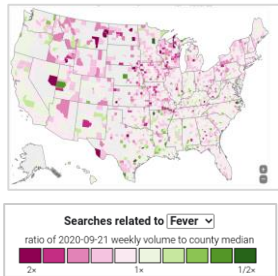 Searches related to Fever
ratio of 2020-09-21 weekly volume to county median
2× 1× 1/2×